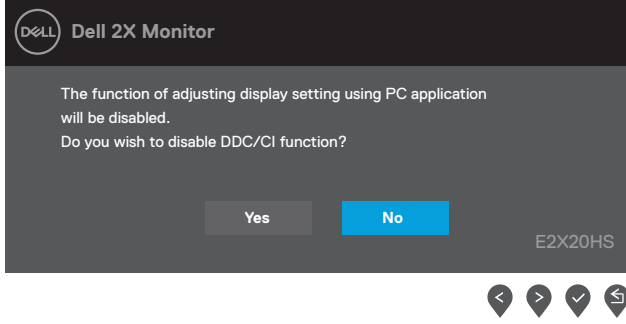 DELL
Dell 2X Monitor
The function of adjusting display setting using PC application
will be disabled.
Do you wish to disable DDC/CI function?
Yes
No
E2X20HS